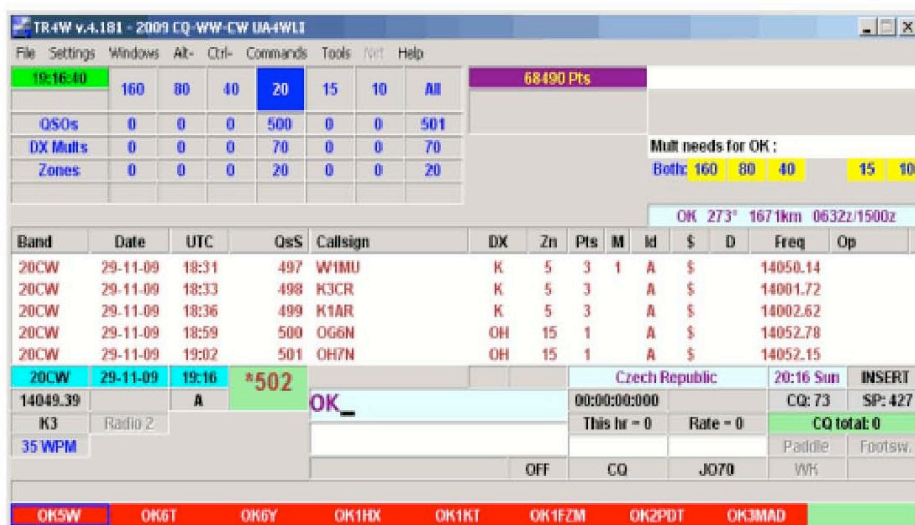 TR4W v.4.181 - 2009 CQ-WW-CW UA4WLI
File Settings Windows Alt- Ctrl- Commands Tools Net Help
19:16:40 160 80 40 20 15 10 All 68490 Pts
QSOs 0 0 0 500 0 0 501
DX Mults 0 0 0 70 0 0 70 Mult needs for OK :
Zones 0 0 0 20 0 0 20 Both: 160 80 40 15 10
OK 273° 1671km 0632z/1500z
Band Date UTC QsS Callsign DX Zn Pts M Id $ D Freq Op
20CW 29-11-09 18:31 497 W1MU K 5 3 1 A $ 14050.14
20CW 29-11-09 18:33 498 K3CR K 5 3 A $ 14001.72
20CW 29-11-09 18:36 499 K1AR K 5 3 A $ 14002.62
20CW 29-11-09 18:59 500 OG6N OH 15 1 A $ 14052.78
20CW 29-11-09 19:02 501 OH7N OH 15 1 A $ 14052.15
20CW 29-11-09 19:16 *502 Czech Republic 20:16 Sun INSERT
14049.39 A OK_ 00:00:00:000 CQ: 73 SP: 427
K3 Radio 2 This hr = 0 Rate = 0 CQ total: 0
35 WPM Paddle Footsw.
OFF CQ JO70 WK
OK5W OK6T OK6Y OK1HX OK1KT OK1FZM OK2PDT OK3MAD